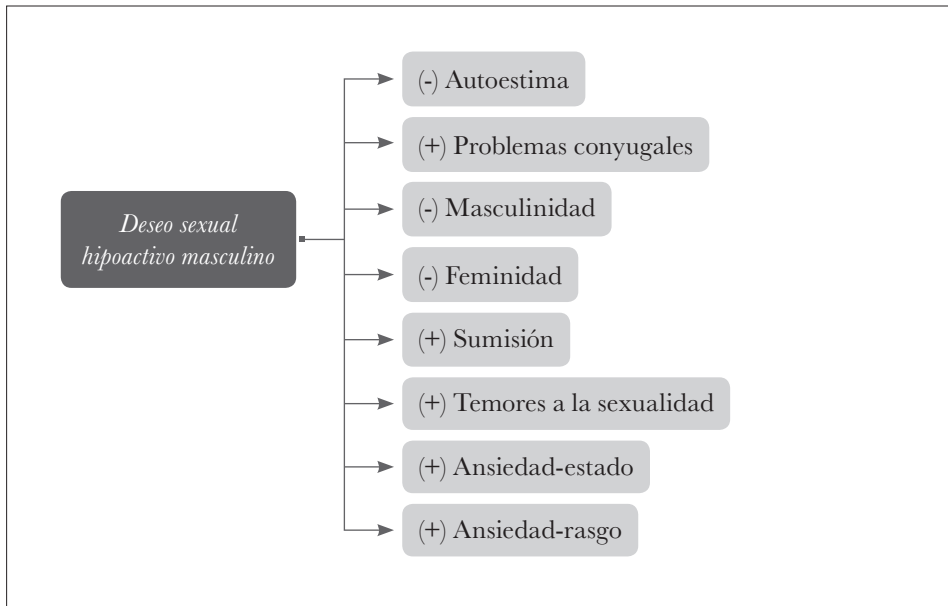 Deseo sexual
hipoactivo masculino
(-) Autoestima
(+) Problemas conyugales
(-) Masculinidad
(-) Feminidad
(+) Sumisión
(+) Temores a la sexualidad
(+) Ansiedad-estado
(+) Ansiedad-rasgo